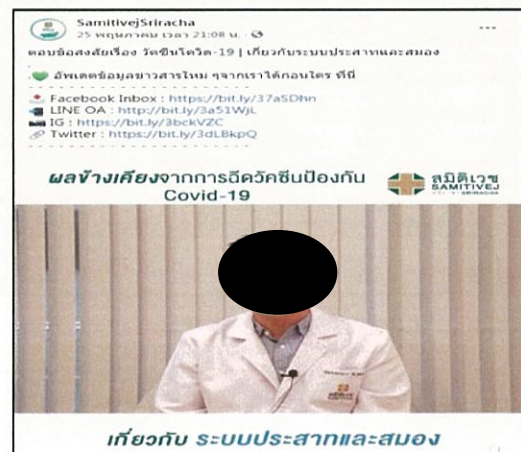 SamitivejSriracha
25 พฤษภาคม เวลา 21:08 น.
ตอบข้อสงสัยเรื่อง วัคซีนโควิด-19 | เกี่ยวกับระบบประสาทและสมอง
.
.💚 อัพเดตข้อมูลข่าวสารใหม่ ๆจากเราได้ก่อนใคร ที่นี่
- - - - - - - - - - - - - - - - - - - - - - - - - - -
Facebook Inbox : https://bit.ly/37aSDhn
LINE OA : http://bit.ly/3a51WjL
IG : https://bit.ly/3bckVZC
Twitter : https://bit.ly/3dLBkpQ
- - - - - - - - - - - - - - - - - - - - - - - - - - -
ผลข้างเคียงจากการฉีดวัคซีนป้องกัน
Covid-19
สมิติเวช
SAMITIVEJ
SRIRACHA
เกี่ยวกับ ระบบประสาทและสมอง